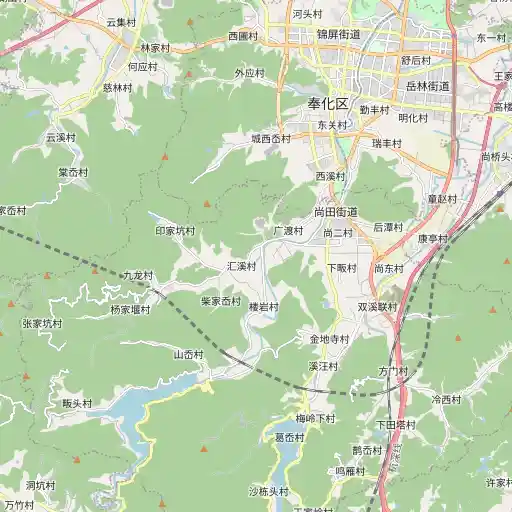 河头村
云集村
锦屏街道
西圃村
东一村
林家村
舒后村
何应村
外应村
王家
慈林村
岳林街道
奉化区
高楼
勤丰村
明化村
东关村
云溪村
城西岙村
瑞丰村
尚桥头
棠岙村
西溪村
童赵村
家岙村
尚田街道
印家坑村
广渡村
后潭村
尚二村
康亭村
汇溪村
下畈村
尚东村
九龙村
柴家岙村
楼岩村
双溪联村
杨家堰村
张家坑村
金地寺村
山岙村
溪汪村
方门村
畈头村
冷西村
梅岭下村
下田塔村
葛岙村
鹊岙村
洞坑村
鸣雁村
许家村
沙栋头村
万竹村